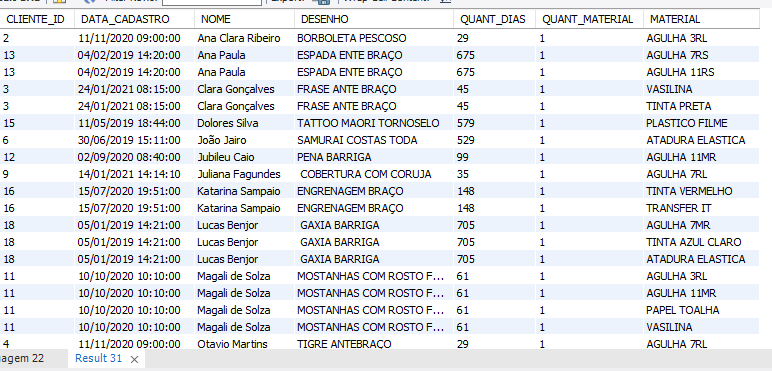 CLIENTE_ID DATA_CADASTRO NOME DESENHO QUANT_DIAS QUANT_MATERIAL MATERIAL
2 11/11/2020 09:00:00 Ana Clara Ribeiro BORBOLETA PESCOSO 29 1 AGULHA 3RL
13 04/02/2019 14:20:00 Ana Paula ESPADA ENTE BRAÇO 675 1 AGULHA 7RS
13 04/02/2019 14:20:00 Ana Paula ESPADA ENTE BRAÇO 675 1 AGULHA 11RS
3 24/01/2021 08:15:00 Clara Gonçalves FRASE ANTE BRAÇO 45 1 VASILINA
3 24/01/2021 08:15:00 Clara Gonçalves FRASE ANTE BRAÇO 45 1 TINTA PRETA
15 11/05/2019 18:44:00 Dolores Silva TATTOO MAORI TORNOSELO 579 1 PLASTICO FILME
6 30/06/2019 15:11:00 João Jairo SAMURAI COSTAS TODA 529 1 ATADURA ELASTICA
12 02/09/2020 08:40:00 Jubileu Caio PENA BARRIGA 99 1 AGULHA 11MR
9 14/01/2021 14:14:10 Juliana Fagundes COBERTURA COM CORUJA 35 1 AGULHA 7RL
16 15/07/2020 19:51:00 Katarina Sampaio ENGRENAGEM BRAÇO 148 1 TINTA VERMELHO
16 15/07/2020 19:51:00 Katarina Sampaio ENGRENAGEM BRAÇO 148 1 TRANSFER IT
18 05/01/2019 14:21:00 Lucas Benjor GAXIA BARRIGA 705 1 AGULHA 7MR
18 05/01/2019 14:21:00 Lucas Benjor GAXIA BARRIGA 705 1 TINTA AZUL CLARO
18 05/01/2019 14:21:00 Lucas Benjor GAXIA BARRIGA 705 1 ATADURA ELASTICA
11 10/10/2020 10:10:00 Magali de Solza MOSTANHAS COM ROSTO F... 61 1 AGULHA 3RL
11 10/10/2020 10:10:00 Magali de Solza MOSTANHAS COM ROSTO F... 61 1 AGULHA 11MR
11 10/10/2020 10:10:00 Magali de Solza MOSTANHAS COM ROSTO F... 61 1 PAPEL TOALHA
11 10/10/2020 10:10:00 Magali de Solza MOSTANHAS COM ROSTO F... 61 1 VASILINA
4 11/11/2020 09:00:00 Otavio Martins TIGRE ANTEBRAÇO 29 1 AGULHA 7RL
uagem 22 Result 31